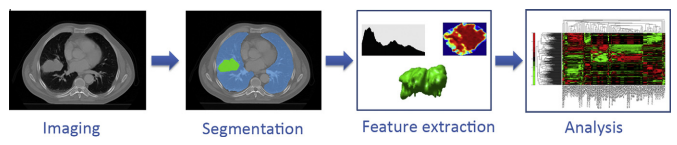 Imaging
Segmentation
Feature extraction
Analysis